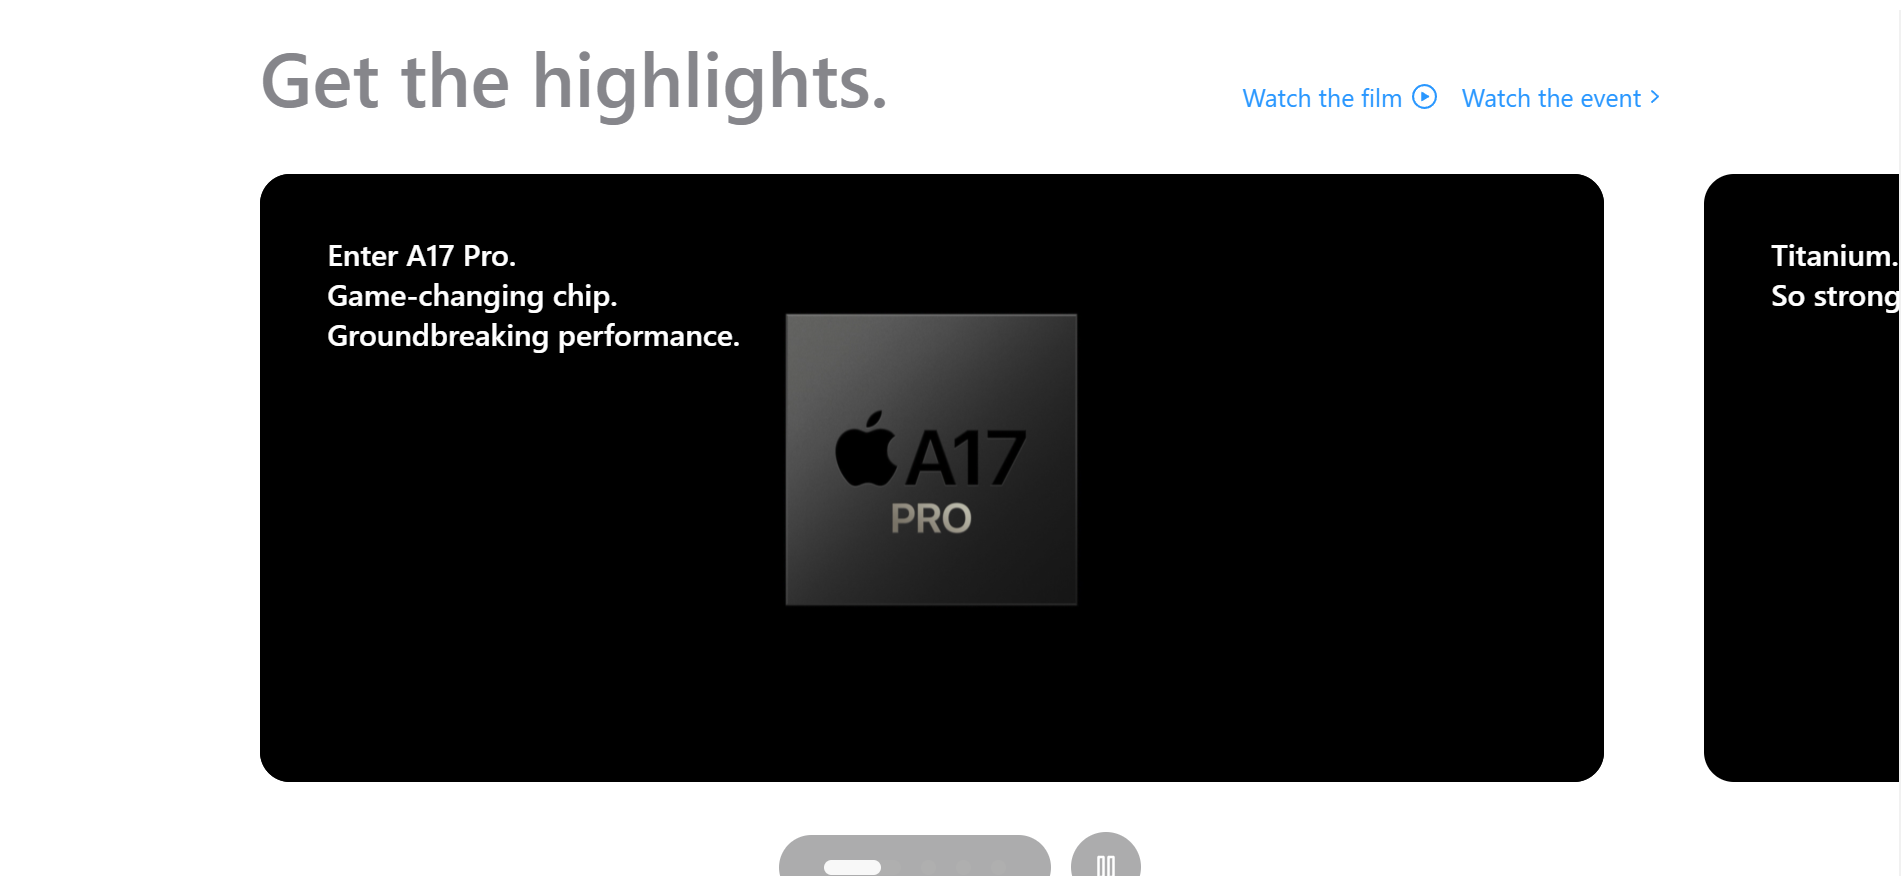 Get the highlights.
Watch the film
Watch the event
Enter A17 Pro.
Game-changing chip.
Groundbreaking performance.
A17
PRO
Titanium.
So strong